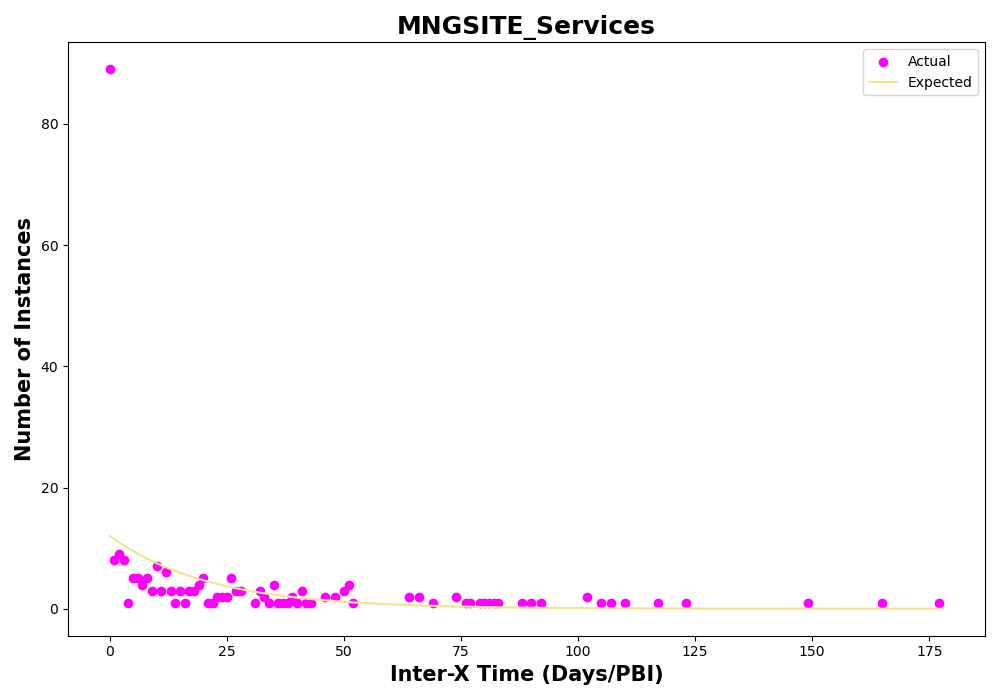 MNGSITE_Services
Actual
Expected
Number of Instances
80
60
40
20
0
0 25 50 75 100 125 150 175
Inter-X Time (Days/PBI)